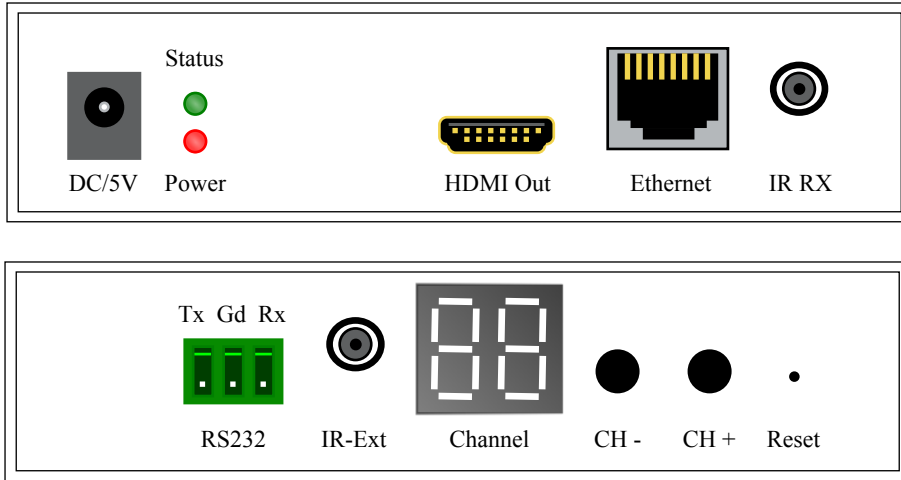 Status
DC/5V Power HDMI Out Ethernet IR RX
Tx Gd Rx
88
RS232 IR-Ext Channel CH - CH + Reset